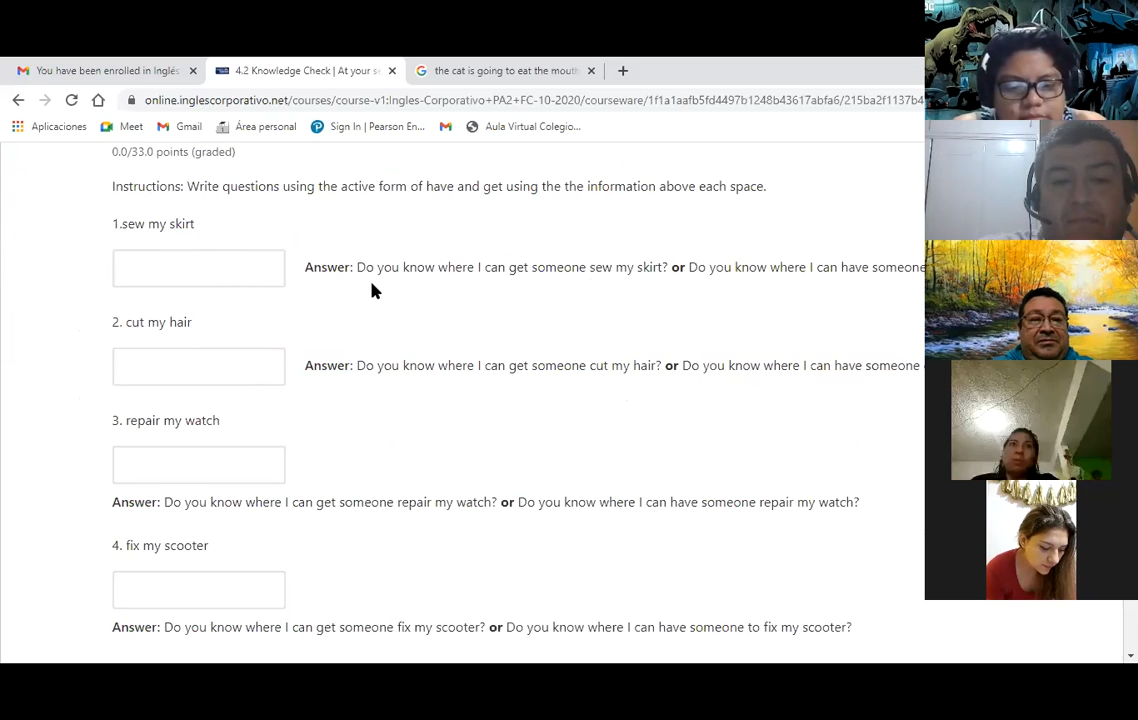 You have been enrolled in Inglés
4.2 Knowledge Check | At your se
the cat is going to eat the mouth
online.inglescorporativo.net/courses/course-v1:Ingles-Corporativo+PA2+FC-10-2020/courseware/1f1a1aafb5fd4497b1248b43617abfa6/215ba2f1137b4
Aplicaciones Meet Gmail Área personal Sign In | Pearson En... Aula Virtual Colegio...
0.0/33.0 points (graded)
Instructions: Write questions using the active form of have and get using the the information above each space.
1.sew my skirt
Answer: Do you know where I can get someone sew my skirt? or Do you know where I can have someone
2. cut my hair
Answer: Do you know where I can get someone cut my hair? or Do you know where I can have someone
3. repair my watch
Answer: Do you know where I can get someone repair my watch? or Do you know where I can have someone repair my watch?
4. fix my scooter
Answer: Do you know where I can get someone fix my scooter? or Do you know where I can have someone to fix my scooter?